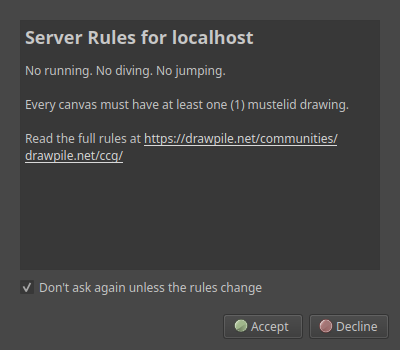 Server Rules for localhost
No running. No diving. No jumping.
Every canvas must have at least one (1) mustelid drawing.
Read the full rules at https://drawpile.net/communities/
drawpile.net/ccg/
Don't ask again unless the rules change
Accept
Decline